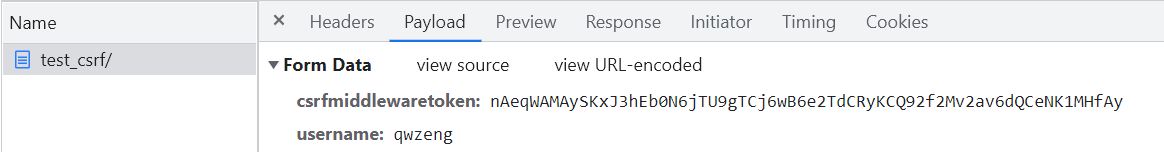 Name
× Headers Payload Preview Response Initiator Timing Cookies
test_csrf/
Form Data view source view URL-encoded
csrfmiddlewaretoken: nAeqWAMAySKxJ3hEb0N6jTU9gTCj6wB6e2TdCRyKCQ92f2Mv2av6dQCeNK1MHfAy
username: qwzeng